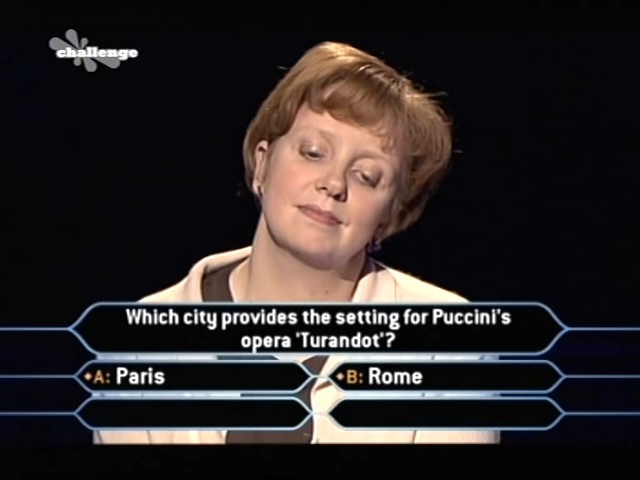 challenge
Which city provides the setting for Puccini's
opera 'Turandot'?
A: Paris
B: Rome